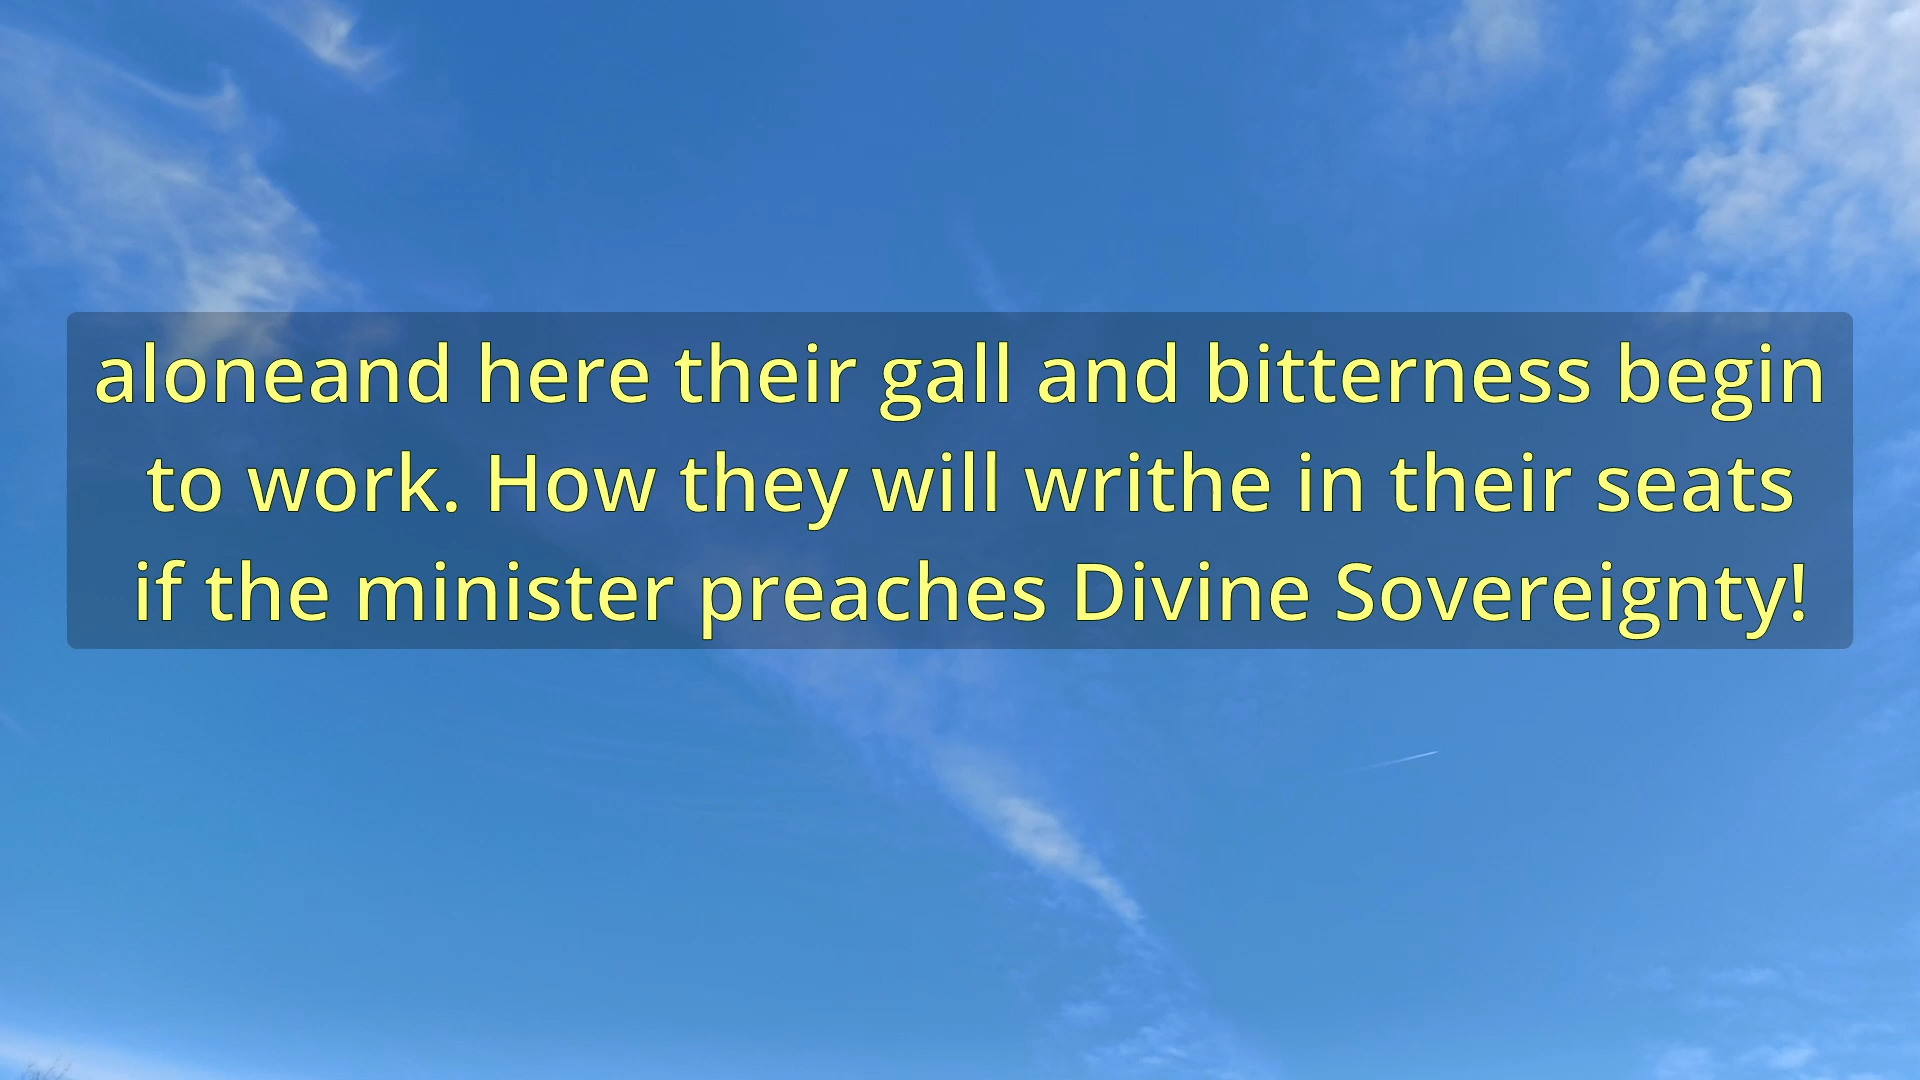 aloneand here their gall and bitterness begin
to work. How they will writhe in their seats
if the minister preaches Divine Sovereignty!